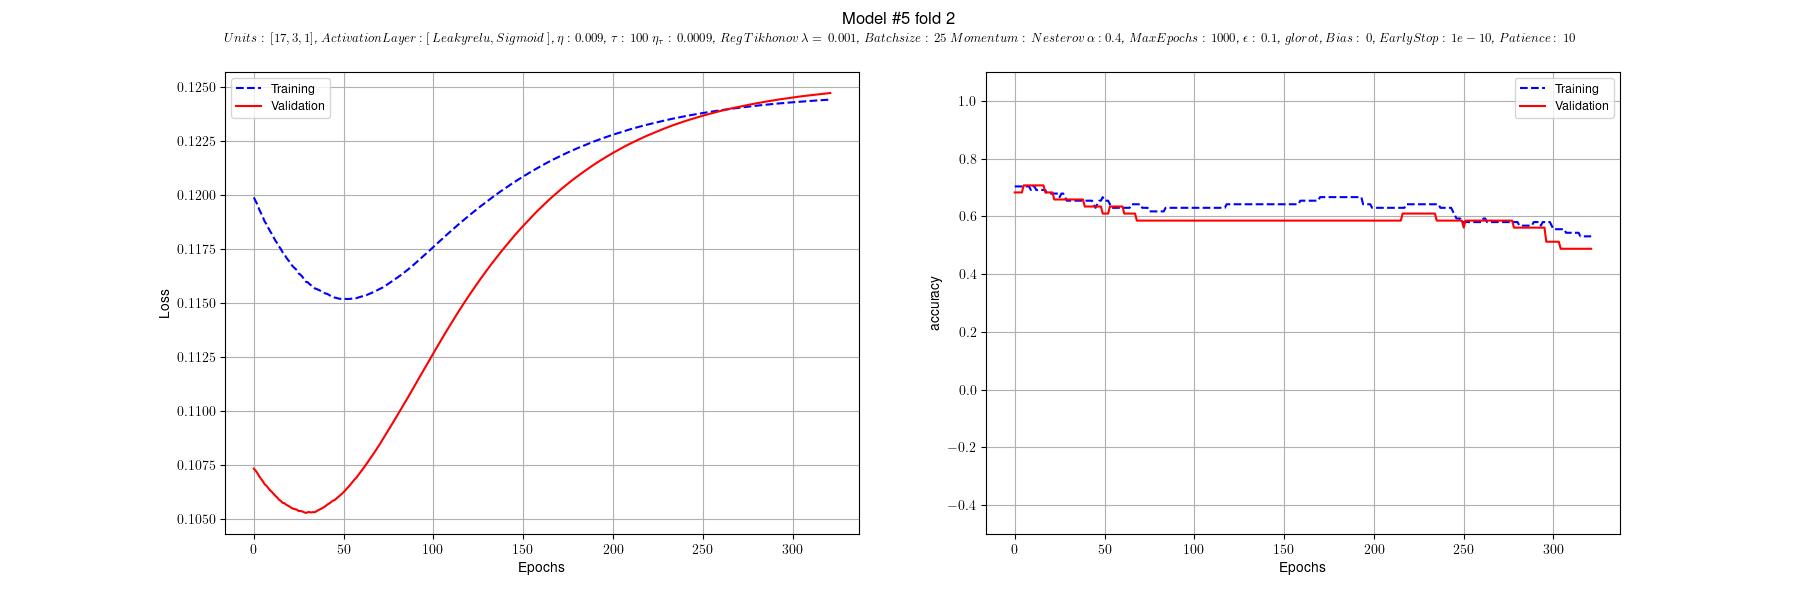 Model #5 fold 2
Units : [17, 3, 1], ActivationLayer : [ Leakyrelu, Sigmoid ], η : 0.009, τ : 100 ητ : 0.0009, RegTikhonov λ = 0.001, Batchsize : 25 Momentum : Nesterov α : 0.4, MaxEpochs : 1000, ϵ : 0.1, glorot, Bias : 0, EarlyStop : 1e − 10, Patience : 10
Training
Validation
0.1250
0.1225
0.1200
0.1175
0.1150
0.1125
0.1100
0.1075
0.1050
Loss
0 50 100 150 200 250 300
Epochs
Training
Validation
1.0
0.8
0.6
0.4
0.2
0.0
−0.2
−0.4
accuracy
0 50 100 150 200 250 300
Epochs